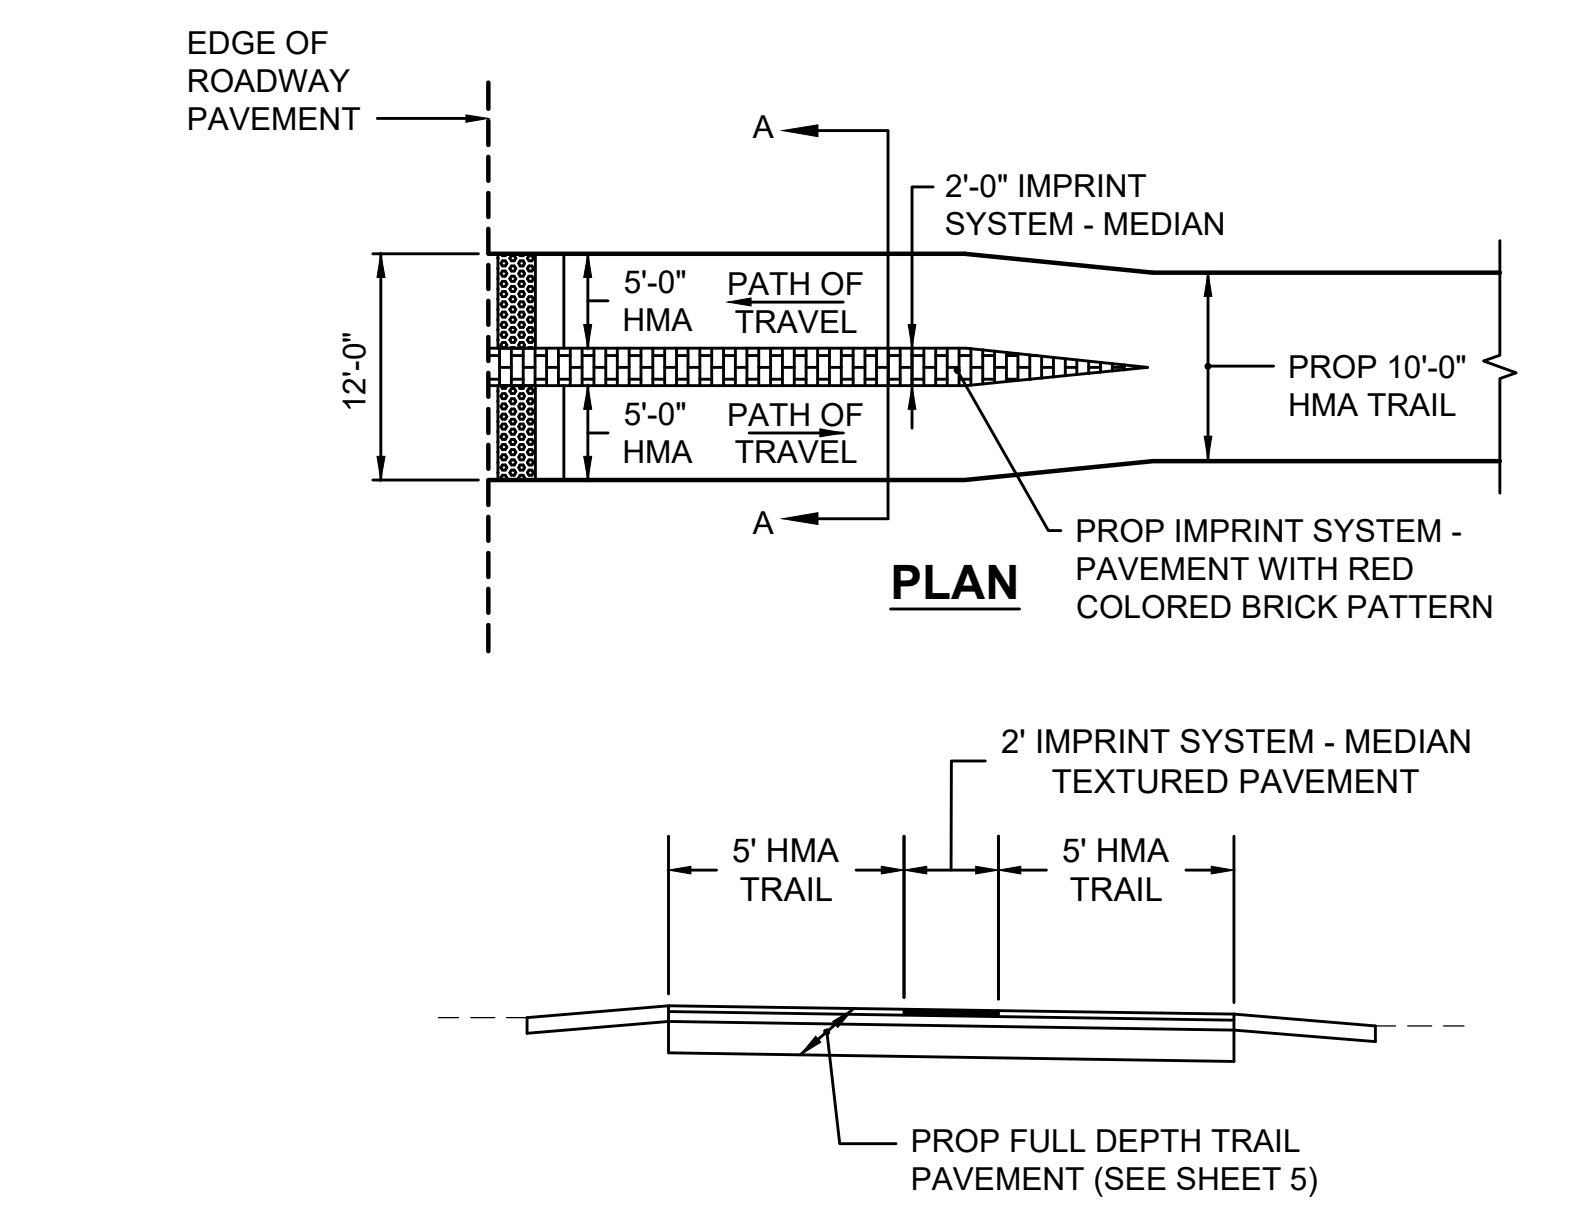 EDGE OF
ROADWAY
PAVEMENT
A
2'-0" IMPRINT
SYSTEM - MEDIAN
12'-0"
5'-0"
HMA
PATH OF
TRAVEL
5'-0"
HMA
PATH OF
TRAVEL
PROP 10'-0"
HMA TRAIL
A
PROP IMPRINT SYSTEM -
PAVEMENT WITH RED
COLORED BRICK PATTERN
PLAN
2' IMPRINT SYSTEM - MEDIAN
TEXTURED PAVEMENT
5' HMA
TRAIL
5' HMA
TRAIL
PROP FULL DEPTH TRAIL
PAVEMENT (SEE SHEET 5)